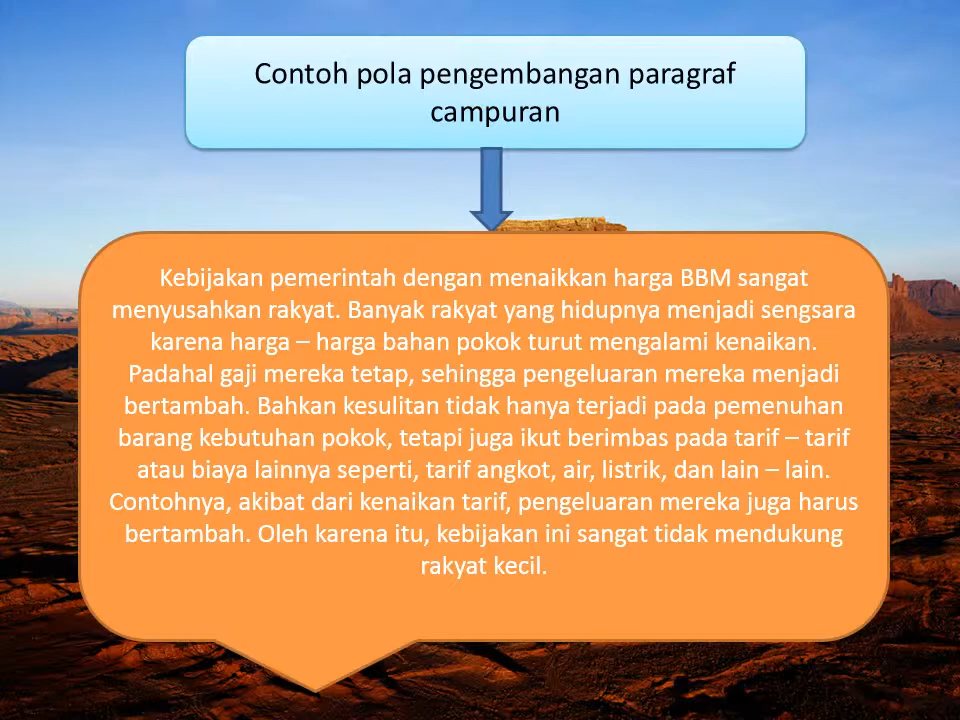 Contoh pola pengembangan paragraf
campuran
Kebijakan pemerintah dengan menaikkan harga BBM sangat
menyusahkan rakyat. Banyak rakyat yang hidupnya menjadi sengsara
karena harga – harga bahan pokok turut mengalami kenaikan.
Padahal gaji mereka tetap, sehingga pengeluaran mereka menjadi
bertambah. Bahkan kesulitan tidak hanya terjadi pada pemenuhan
barang kebutuhan pokok, tetapi juga ikut berimbas pada tarif – tarif
atau biaya lainnya seperti, tarif angkot, air, listrik, dan lain – lain.
Contohnya, akibat dari kenaikan tarif, pengeluaran mereka juga harus
bertambah. Oleh karena itu, kebijakan ini sangat tidak mendukung
rakyat kecil.